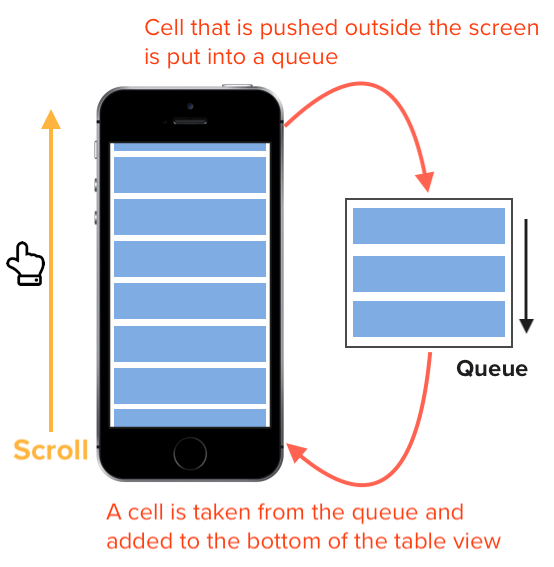 Cell that is pushed outside the screen
is put into a queue
Queue
Scroll
A cell is taken from the queue and
added to the bottom of the table view